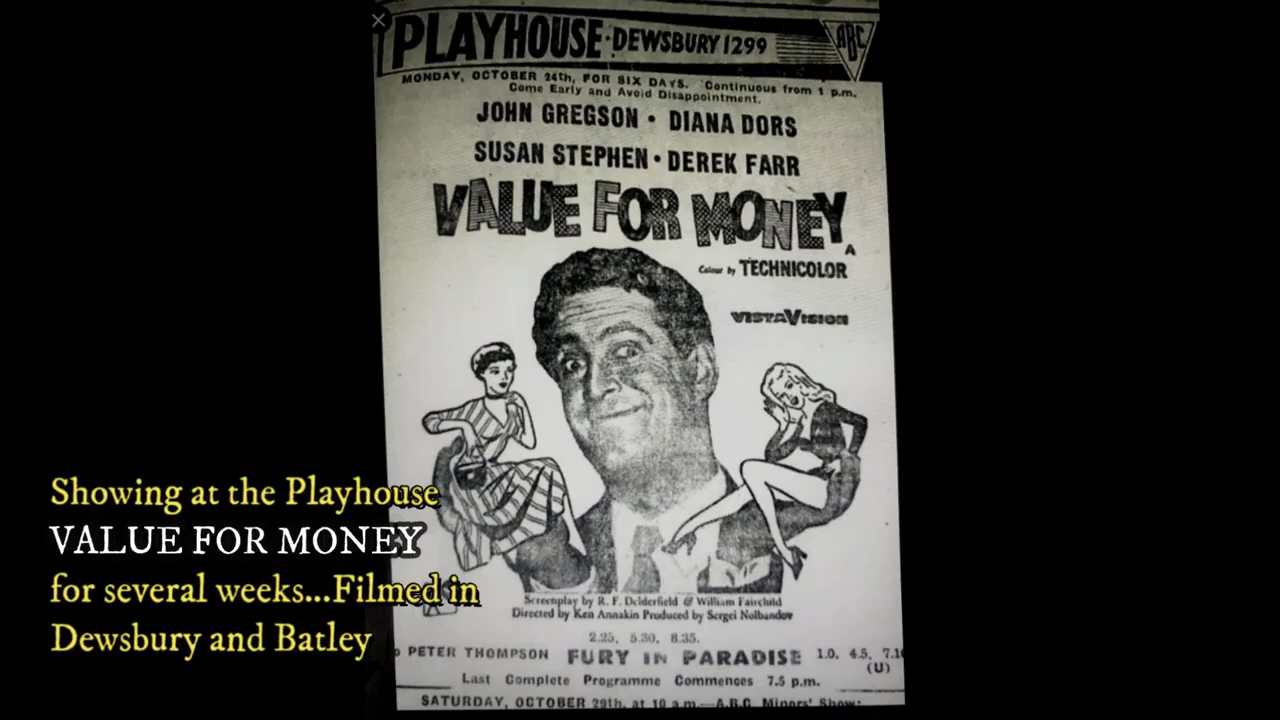 PLAYHOUSE · DEWSBURY 1299
ABC
MONDAY, OCTOBER 24th, FOR SIX DAYS. Continuous from 1 p.m.
Come Early and Avoid Disappointment.
JOHN GREGSON · DIANA DORS
SUSAN STEPHEN · DEREK FARR
VALUE FOR MONEY
A
Colour by TECHNICOLOR
VISTAVISION
Showing at the Playhouse
VALUE FOR MONEY
for several weeks...Filmed in
Dewsbury and Batley
Screenplay by R. F. Delderfield & William Fairchild
Directed by Ken Annakin Produced by Sergei Nolbandov
2.25, 5.30, 8.35.
PETER THOMPSON FURY IN PARADISE 1.0, 4.5,
(U)
Last Complete Programme Commences 7.5 p.m.
SATURDAY, OCTOBER 29th, at 10 a.m.—A.B.C. Minors' Show: